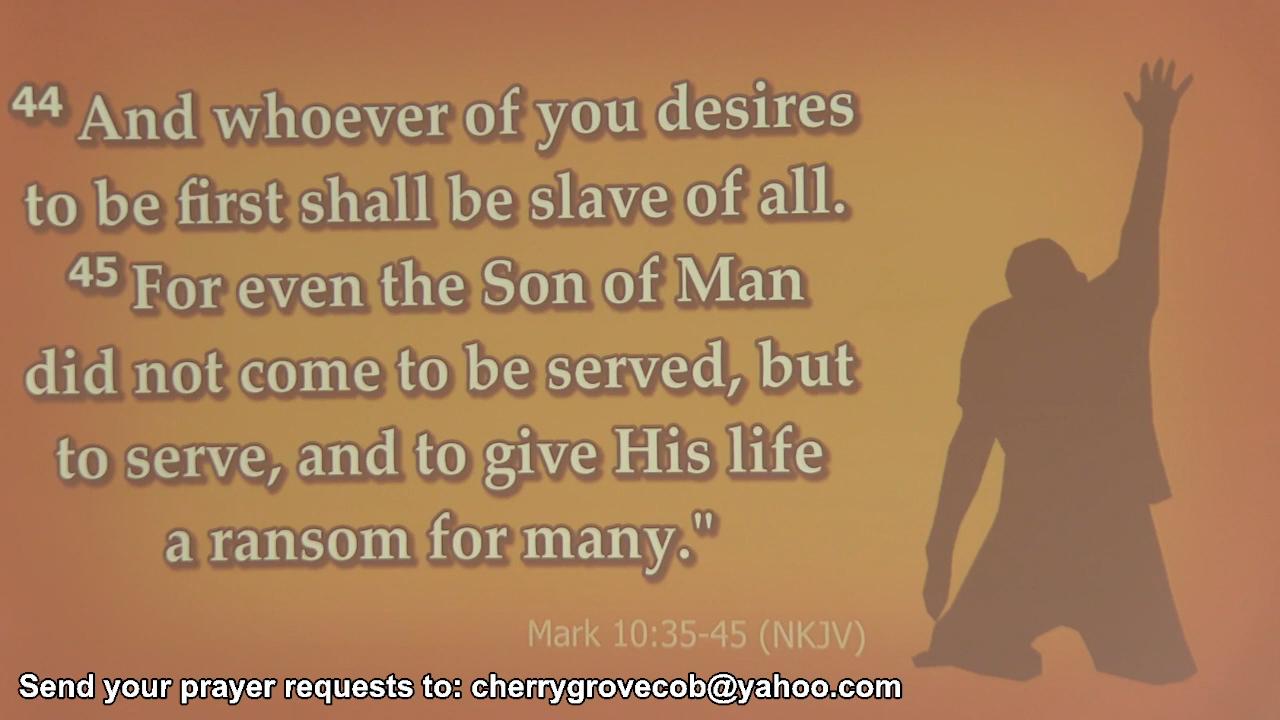 44 And whoever of you desires
to be first shall be slave of all.
45 For even the Son of Man
did not come to be served, but
to serve, and to give His life
a ransom for many."
Mark 10:35-45 (NKJV)
Send your prayer requests to: cherrygrovecob@yahoo.com